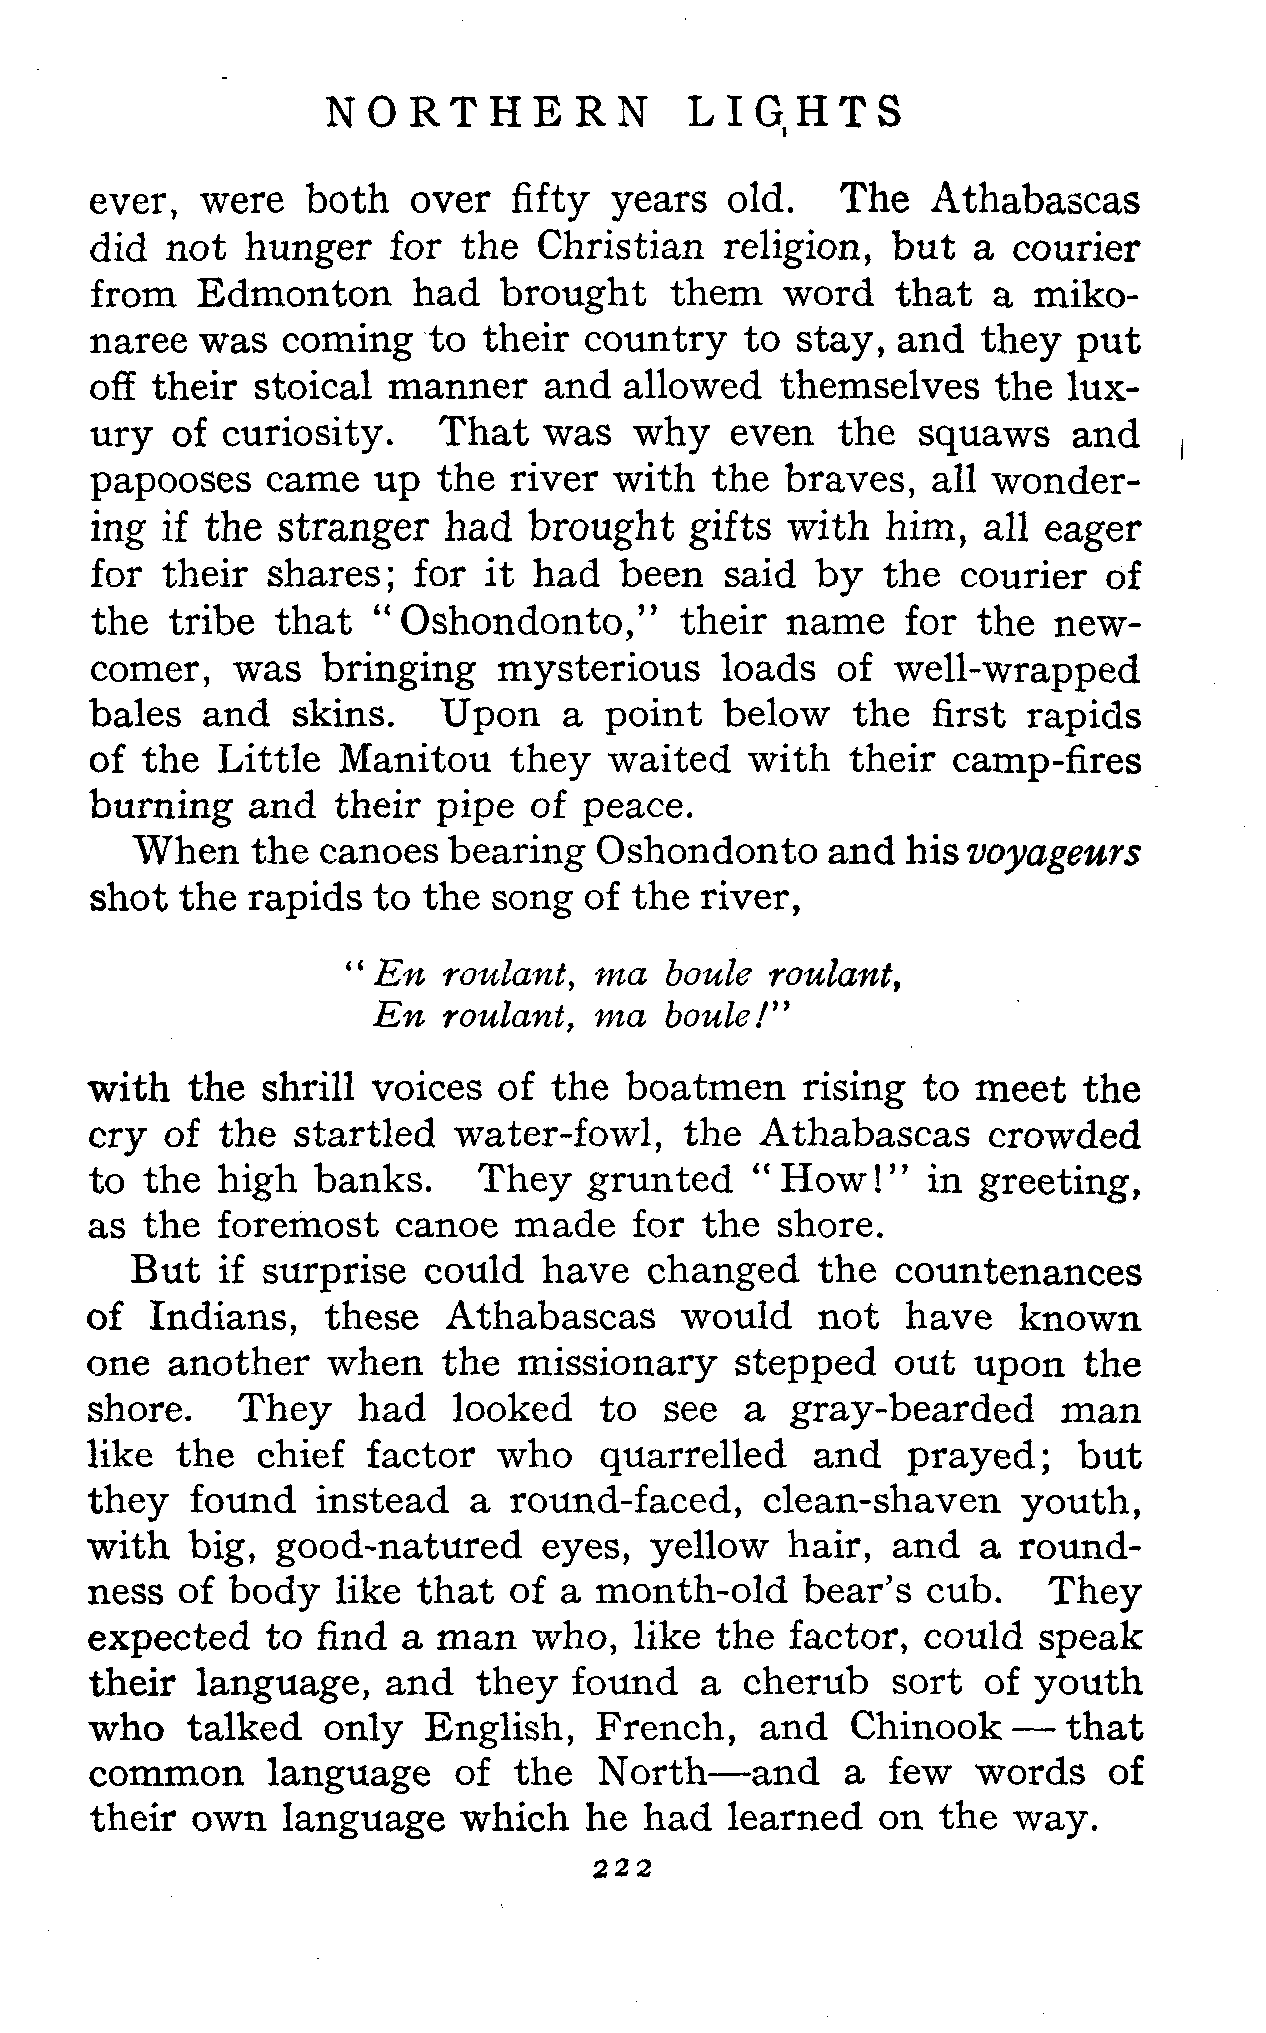 NORTHERN LIGHTS
ever, were both over fifty years old. The Athabascas
did not hunger for the Christian religion, but a courier
from Edmonton had brought them word that a miko-
naree was coming to their country to stay, and they put
off their stoical manner and allowed themselves the lux-
ury of curiosity. That was why even the squaws and
papooses came up the river with the braves, all wonder-
ing if the stranger had brought gifts with him, all eager
for their shares; for it had been said by the courier of
the tribe that "Oshondonto," their name for the new-
comer, was bringing mysterious loads of well-wrapped
bales and skins. Upon a point below the first rapids
of the Little Manitou they waited with their camp-fires
burning and their pipe of peace.
When the canoes bearing Oshondonto and his voyageurs
shot the rapids to the song of the river,
"En roulant, ma boule roulant,
En roulant, ma boule!"
with the shrill voices of the boatmen rising to meet the
cry of the startled water-fowl, the Athabascas crowded
to the high banks. They grunted "How!" in greeting,
as the foremost canoe made for the shore.
But if surprise could have changed the countenances
of Indians, these Athabascas would not have known
one another when the missionary stepped out upon the
shore. They had looked to see a gray-bearded man
like the chief factor who quarrelled and prayed; but
they found instead a round-faced, clean-shaven youth,
with big, good-natured eyes, yellow hair, and a round-
ness of body like that of a month-old bear's cub. They
expected to find a man who, like the factor, could speak
their language, and they found a cherub sort of youth
who talked only English, French, and Chinook — that
common language of the North—and a few words of
their own language which he had learned on the way.
222